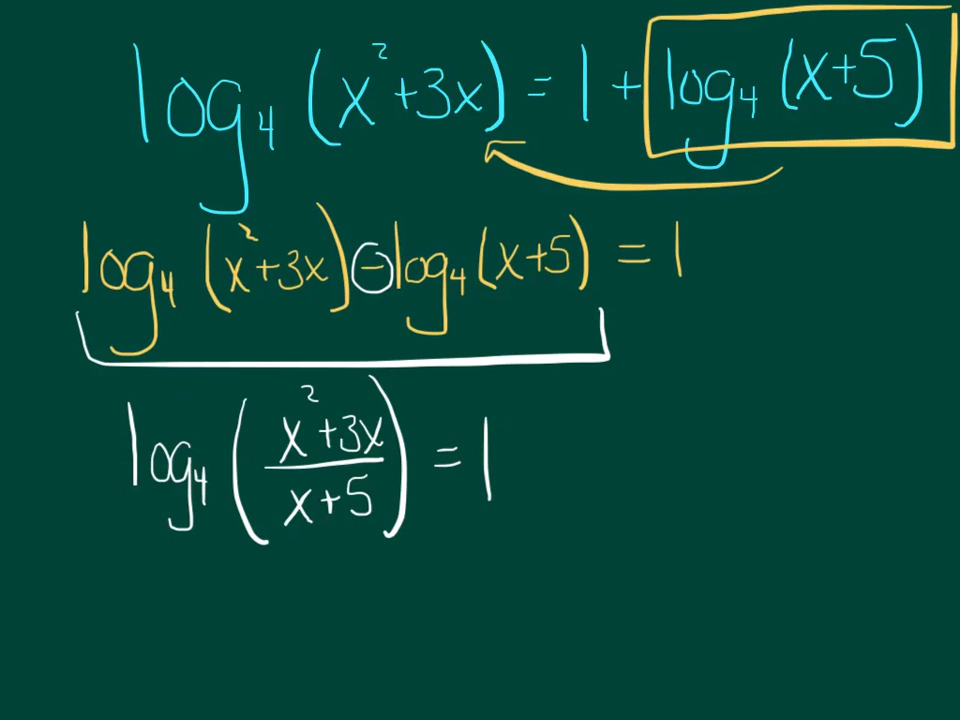 log₄ (x²+3x) = 1 + log₄ (x+5)
log₄ (x²+3x) - log₄ (x+5) = 1
log₄ (x²+3x / x+5) = 1